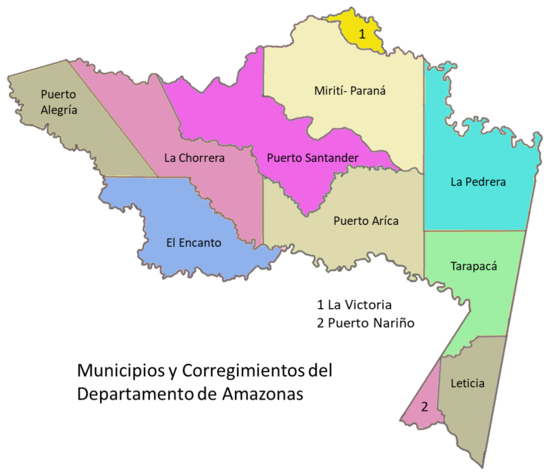 1
Mirití- Paraná
Puerto
Alegría
La Chorrera
Puerto Santander
La Pedrera
Puerto Aríca
El Encanto
Tarapacá
1 La Victoria
2 Puerto Nariño
Municipios y Corregimientos del
Departamento de Amazonas
Leticia
2